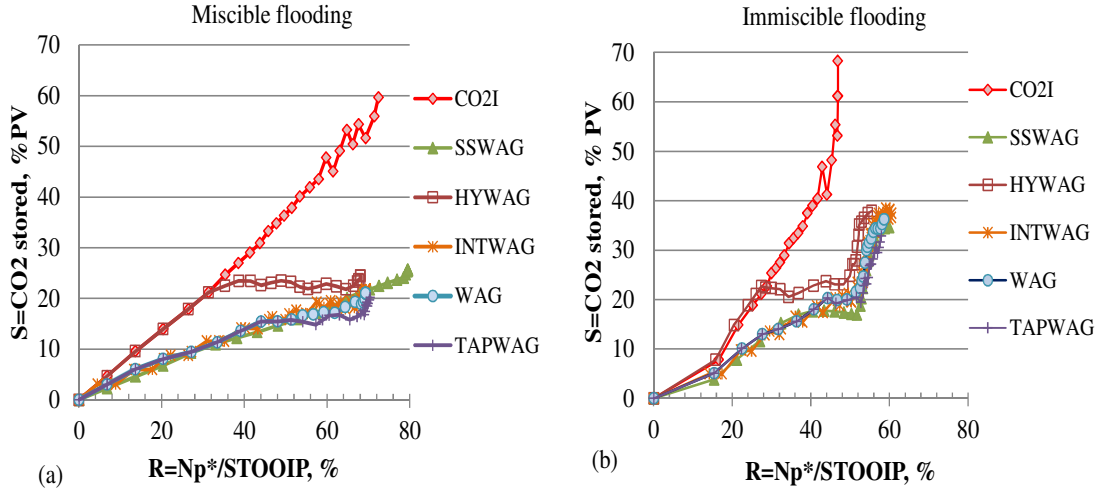 Miscible flooding
S=CO2 stored, %PV
70
60
50
40
30
20
10
0
0 20 40 60 80
R=Np*/STOOIP, %
(a)
CO2I
SSWAG
HYWAG
INTWAG
WAG
TAPWAG
Immiscible flooding
S=CO2 stored, % PV
70
60
50
40
30
20
10
0
0 20 40 60 80
R=Np*/STOOIP, %
(b)
CO2I
SSWAG
HYWAG
INTWAG
WAG
TAPWAG